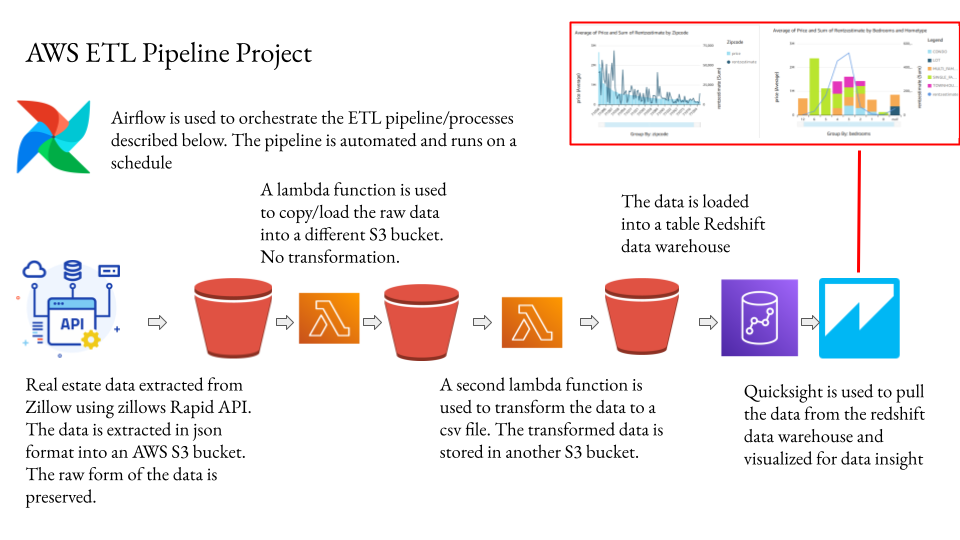 AWS ETL Pipeline Project
Airflow is used to orchestrate the ETL pipeline/processes
described below. The pipeline is automated and runs on a
schedule
Average of Price and Sum of Rentzestimate by Zipcode
Zipcode
price
rentzestimate
price (Average)
rentzestimate (Sum)
Group By: zipcode
Average of Price and Sum of Rentzestimate by Bedrooms and Hometype
Legend
CONDO
LOT
rentzestimate
price (Average)
rentzestimate (Sum)
Group By: bedrooms
A lambda function is used
to copy/load the raw data
into a different S3 bucket.
No transformation.
The data is loaded
into a table Redshift
data warehouse
API
Real estate data extracted from
Zillow using zillows Rapid API.
The data is extracted in json
format into an AWS S3 bucket.
The raw form of the data is
preserved.
A second lambda function is
used to transform the data to a
csv file. The transformed data is
stored in another S3 bucket.
Quicksight is used to pull
the data from the redshift
data warehouse and
visualized for data insight